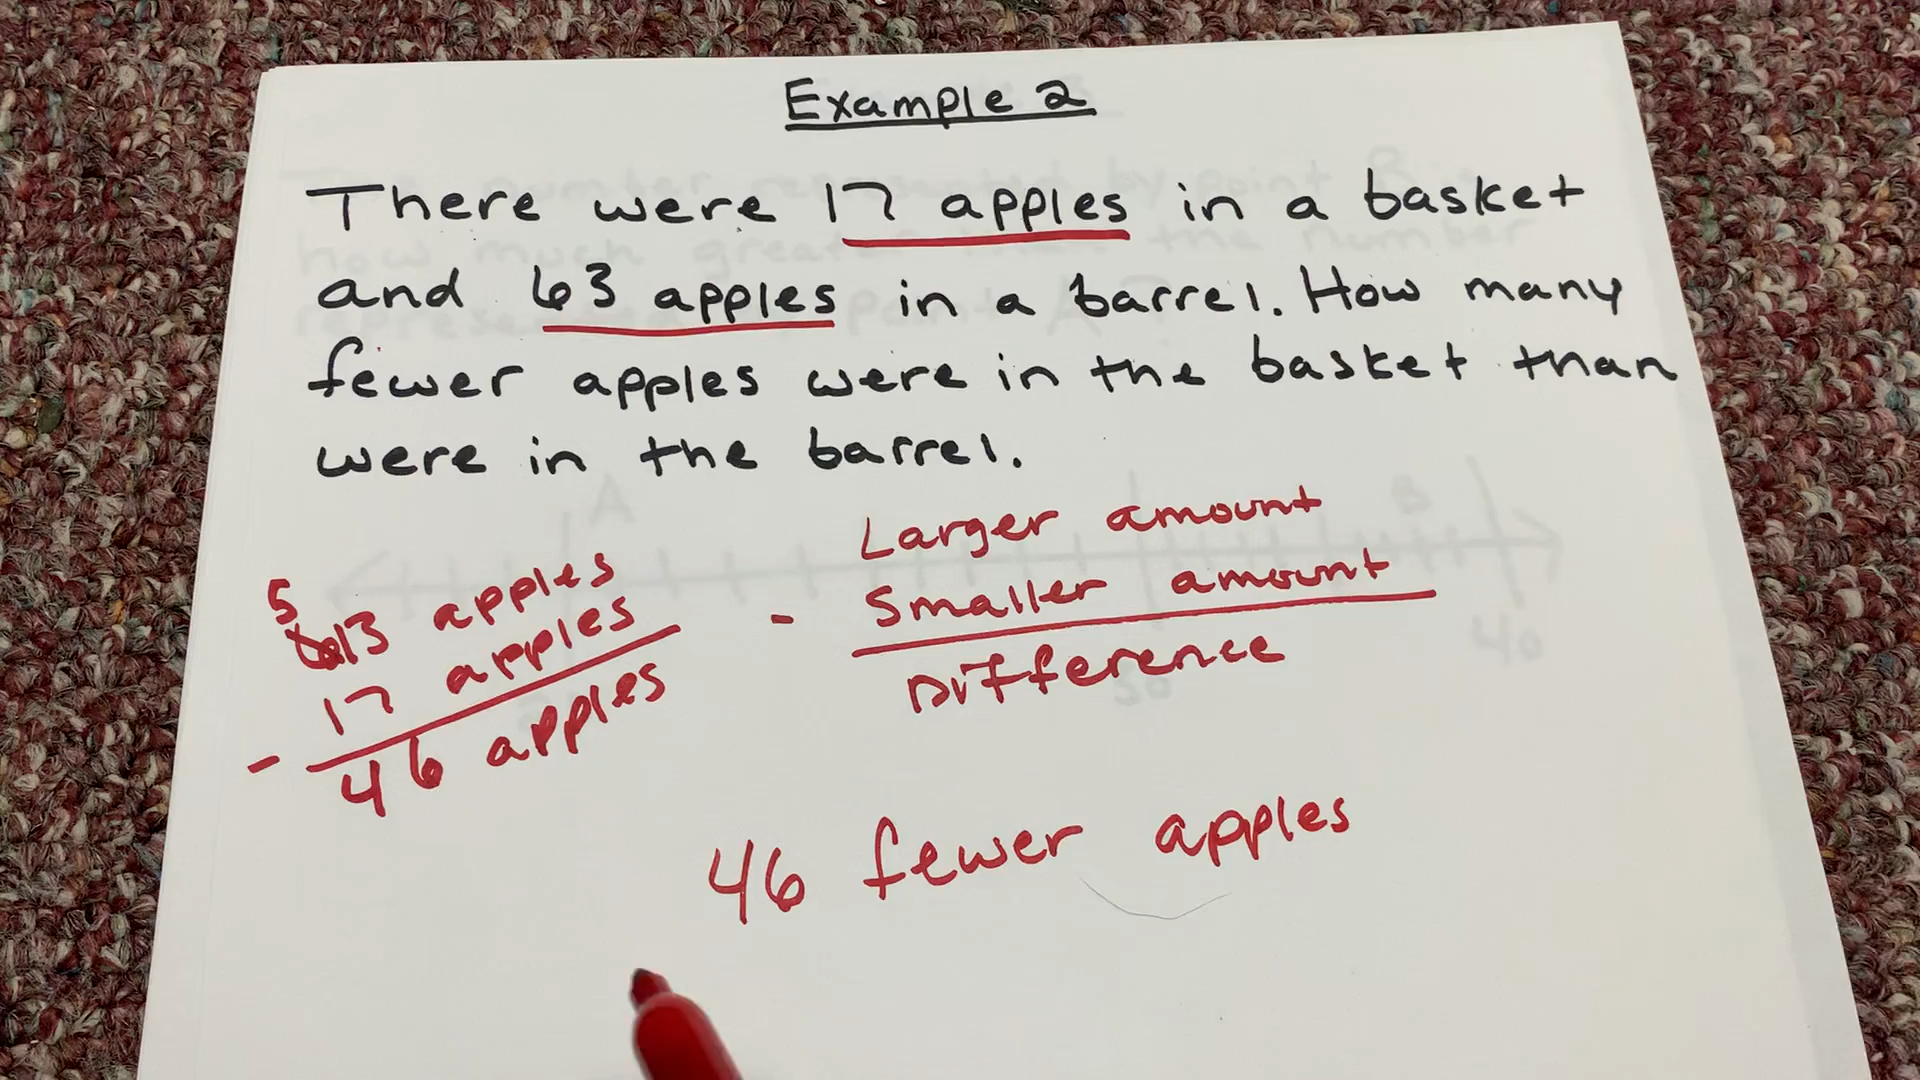 Example 2
There were 17 apples in a basket
and 63 apples in a barrel. How many
fewer apples were in the basket than
were in the barrel.
Larger amount
- Smaller amount
Difference
5
613 apples
- 17 apples
46 apples
46 fewer apples